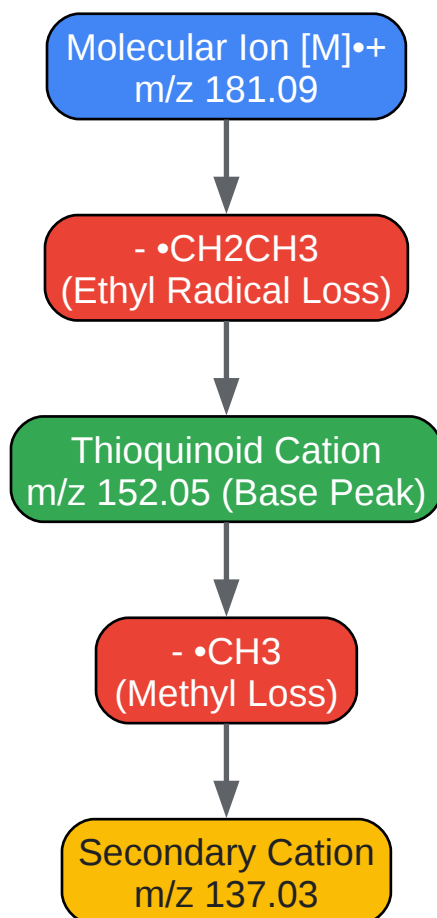 Molecular Ion [M]•+
m/z 181.09
- •CH2CH3
(Ethyl Radical Loss)
Thioquinoid Cation
m/z 152.05 (Base Peak)
- •CH3
(Methyl Loss)
Secondary Cation
m/z 137.03